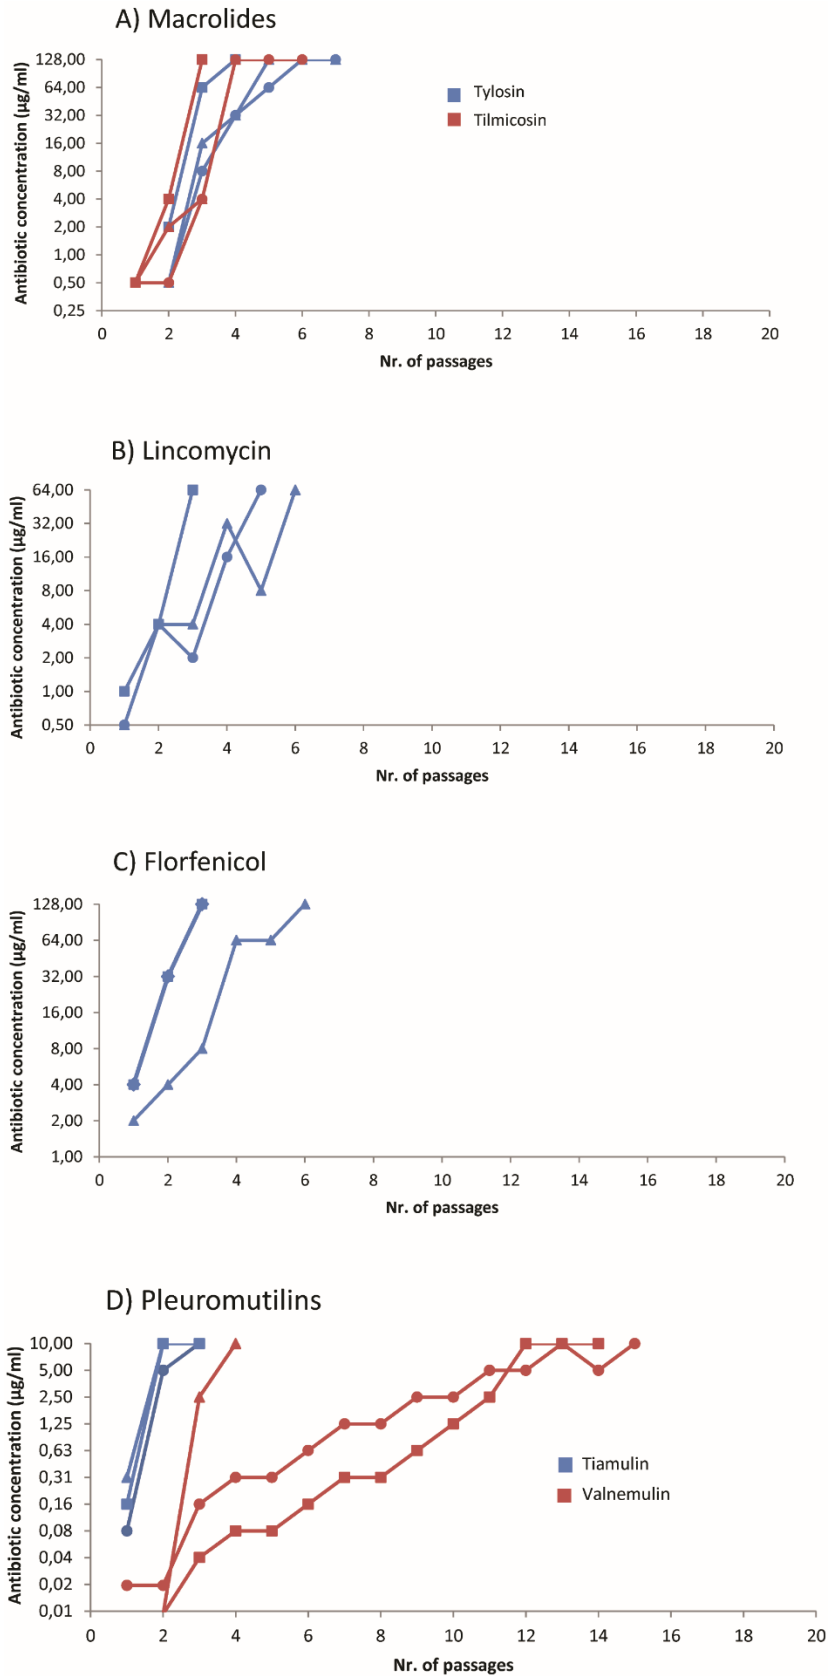 A) Macrolides
Antibiotic concentration (µg/ml)
128,00
64,00
32,00
16,00
8,00
4,00
2,00
1,00
0,50
0,25
0 2 4 6 8 10 12 14 16 18 20
Nr. of passages
Tylosin
Tilmicosin
B) Lincomycin
Antibiotic concentration (µg/ml)
64,00
32,00
16,00
8,00
4,00
2,00
1,00
0,50
0 2 4 6 8 10 12 14 16 18 20
Nr. of passages
C) Florfenicol
Antibiotic concentration (µg/ml)
128,00
64,00
32,00
16,00
8,00
4,00
2,00
1,00
0 2 4 6 8 10 12 14 16 18 20
Nr. of passages
D) Pleuromutilins
Antibiotic concentration (µg/ml)
10,00
5,00
2,50
1,25
0,63
0,31
0,16
0,08
0,04
0,02
0,01
0 2 4 6 8 10 12 14 16 18 20
Nr. of passages
Tiamulin
Valnemulin